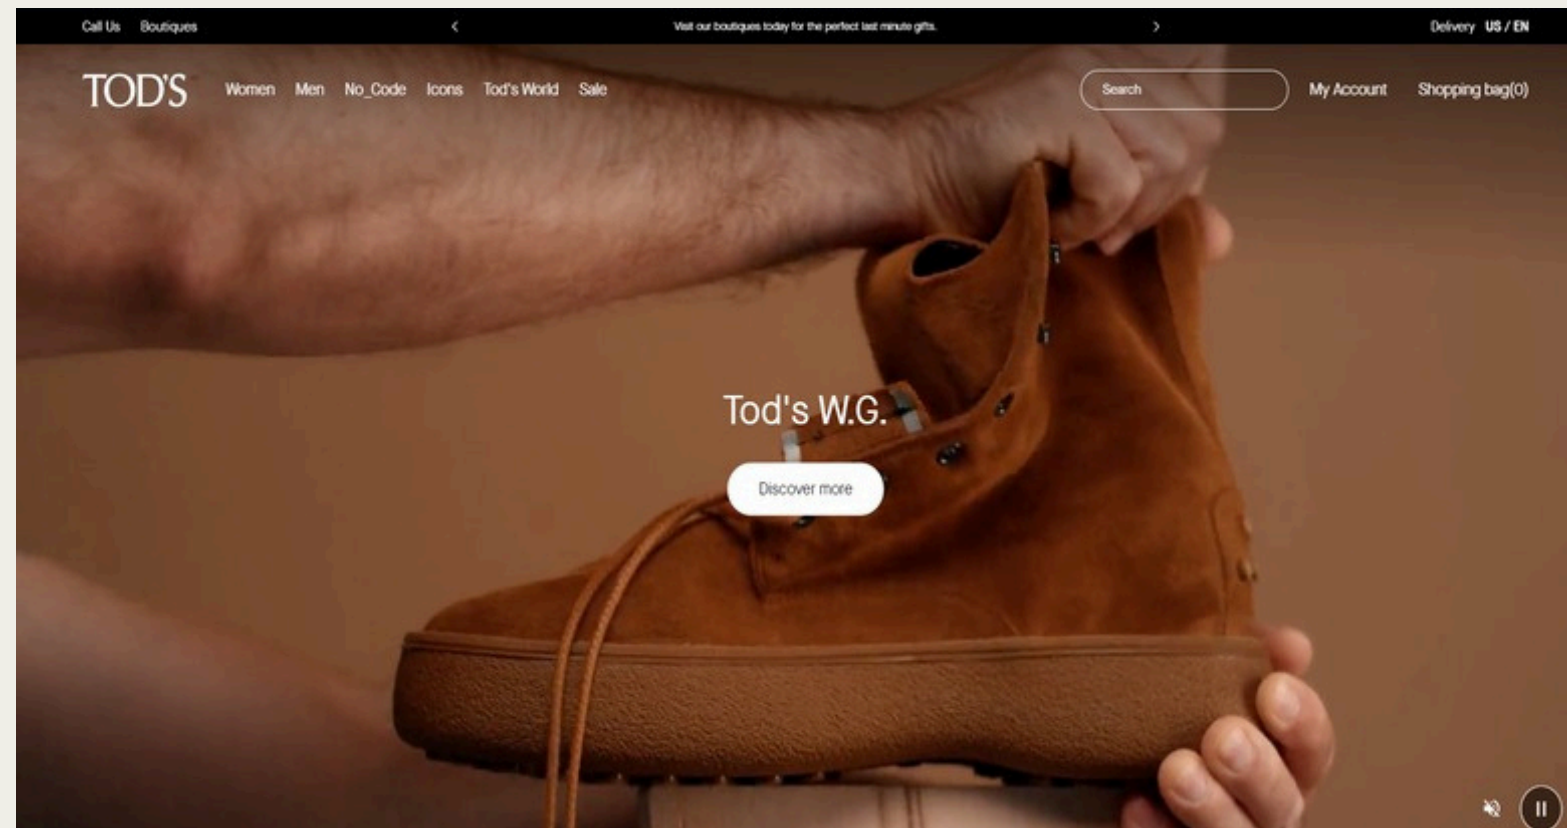 Call Us Boutiques Visit our boutiques today for the perfect last minute gifts. Delivery US / EN
TOD'S Women Men No_Code Icons Tod's World Sale Search My Account Shopping bag(0)
Tod's W.G.
Discover more